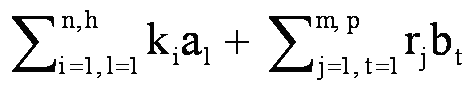 ∑_{i=1, l=1}^{n,h} k_i a_l + ∑_{j=1, t=1}^{m, p} r_j b_t